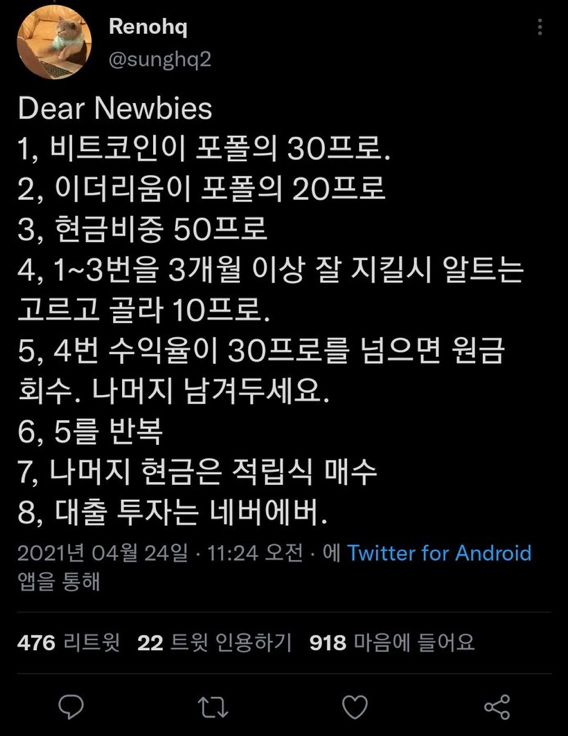 Renohq
@sunghq2
Dear Newbies
1, 비트코인이 포폴의 30프로.
2, 이더리움이 포폴의 20프로
3, 현금비중 50프로
4, 1~3번을 3개월 이상 잘 지킬시 알트는
고르고 골라 10프로.
5, 4번 수익율이 30프로를 넘으면 원금
회수. 나머지 남겨두세요.
6, 5를 반복
7, 나머지 현금은 적립식 매수
8, 대출 투자는 네버에버.
2021년 04월 24일 · 11:24 오전 · 에 Twitter for Android
앱을 통해
476 리트윗 22 트윗 인용하기 918 마음에 들어요